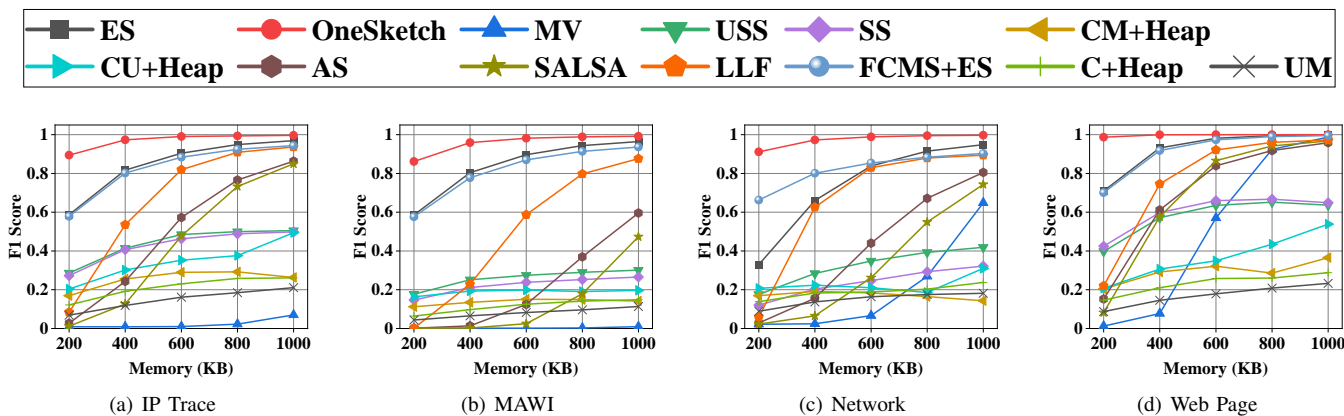 ES OneSketch MV USS SS CM+Heap
CU+Heap AS SALSA LLF FCMS+ES C+Heap UM
F1 Score
1
0.8
0.6
0.4
0.2
0
200 400 600 800 1000
Memory (KB)
(a) IP Trace
F1 Score
1
0.8
0.6
0.4
0.2
0
200 400 600 800 1000
Memory (KB)
(b) MAWI
F1 Score
1
0.8
0.6
0.4
0.2
0
200 400 600 800 1000
Memory (KB)
(c) Network
F1 Score
1
0.8
0.6
0.4
0.2
0
200 400 600 800 1000
Memory (KB)
(d) Web Page